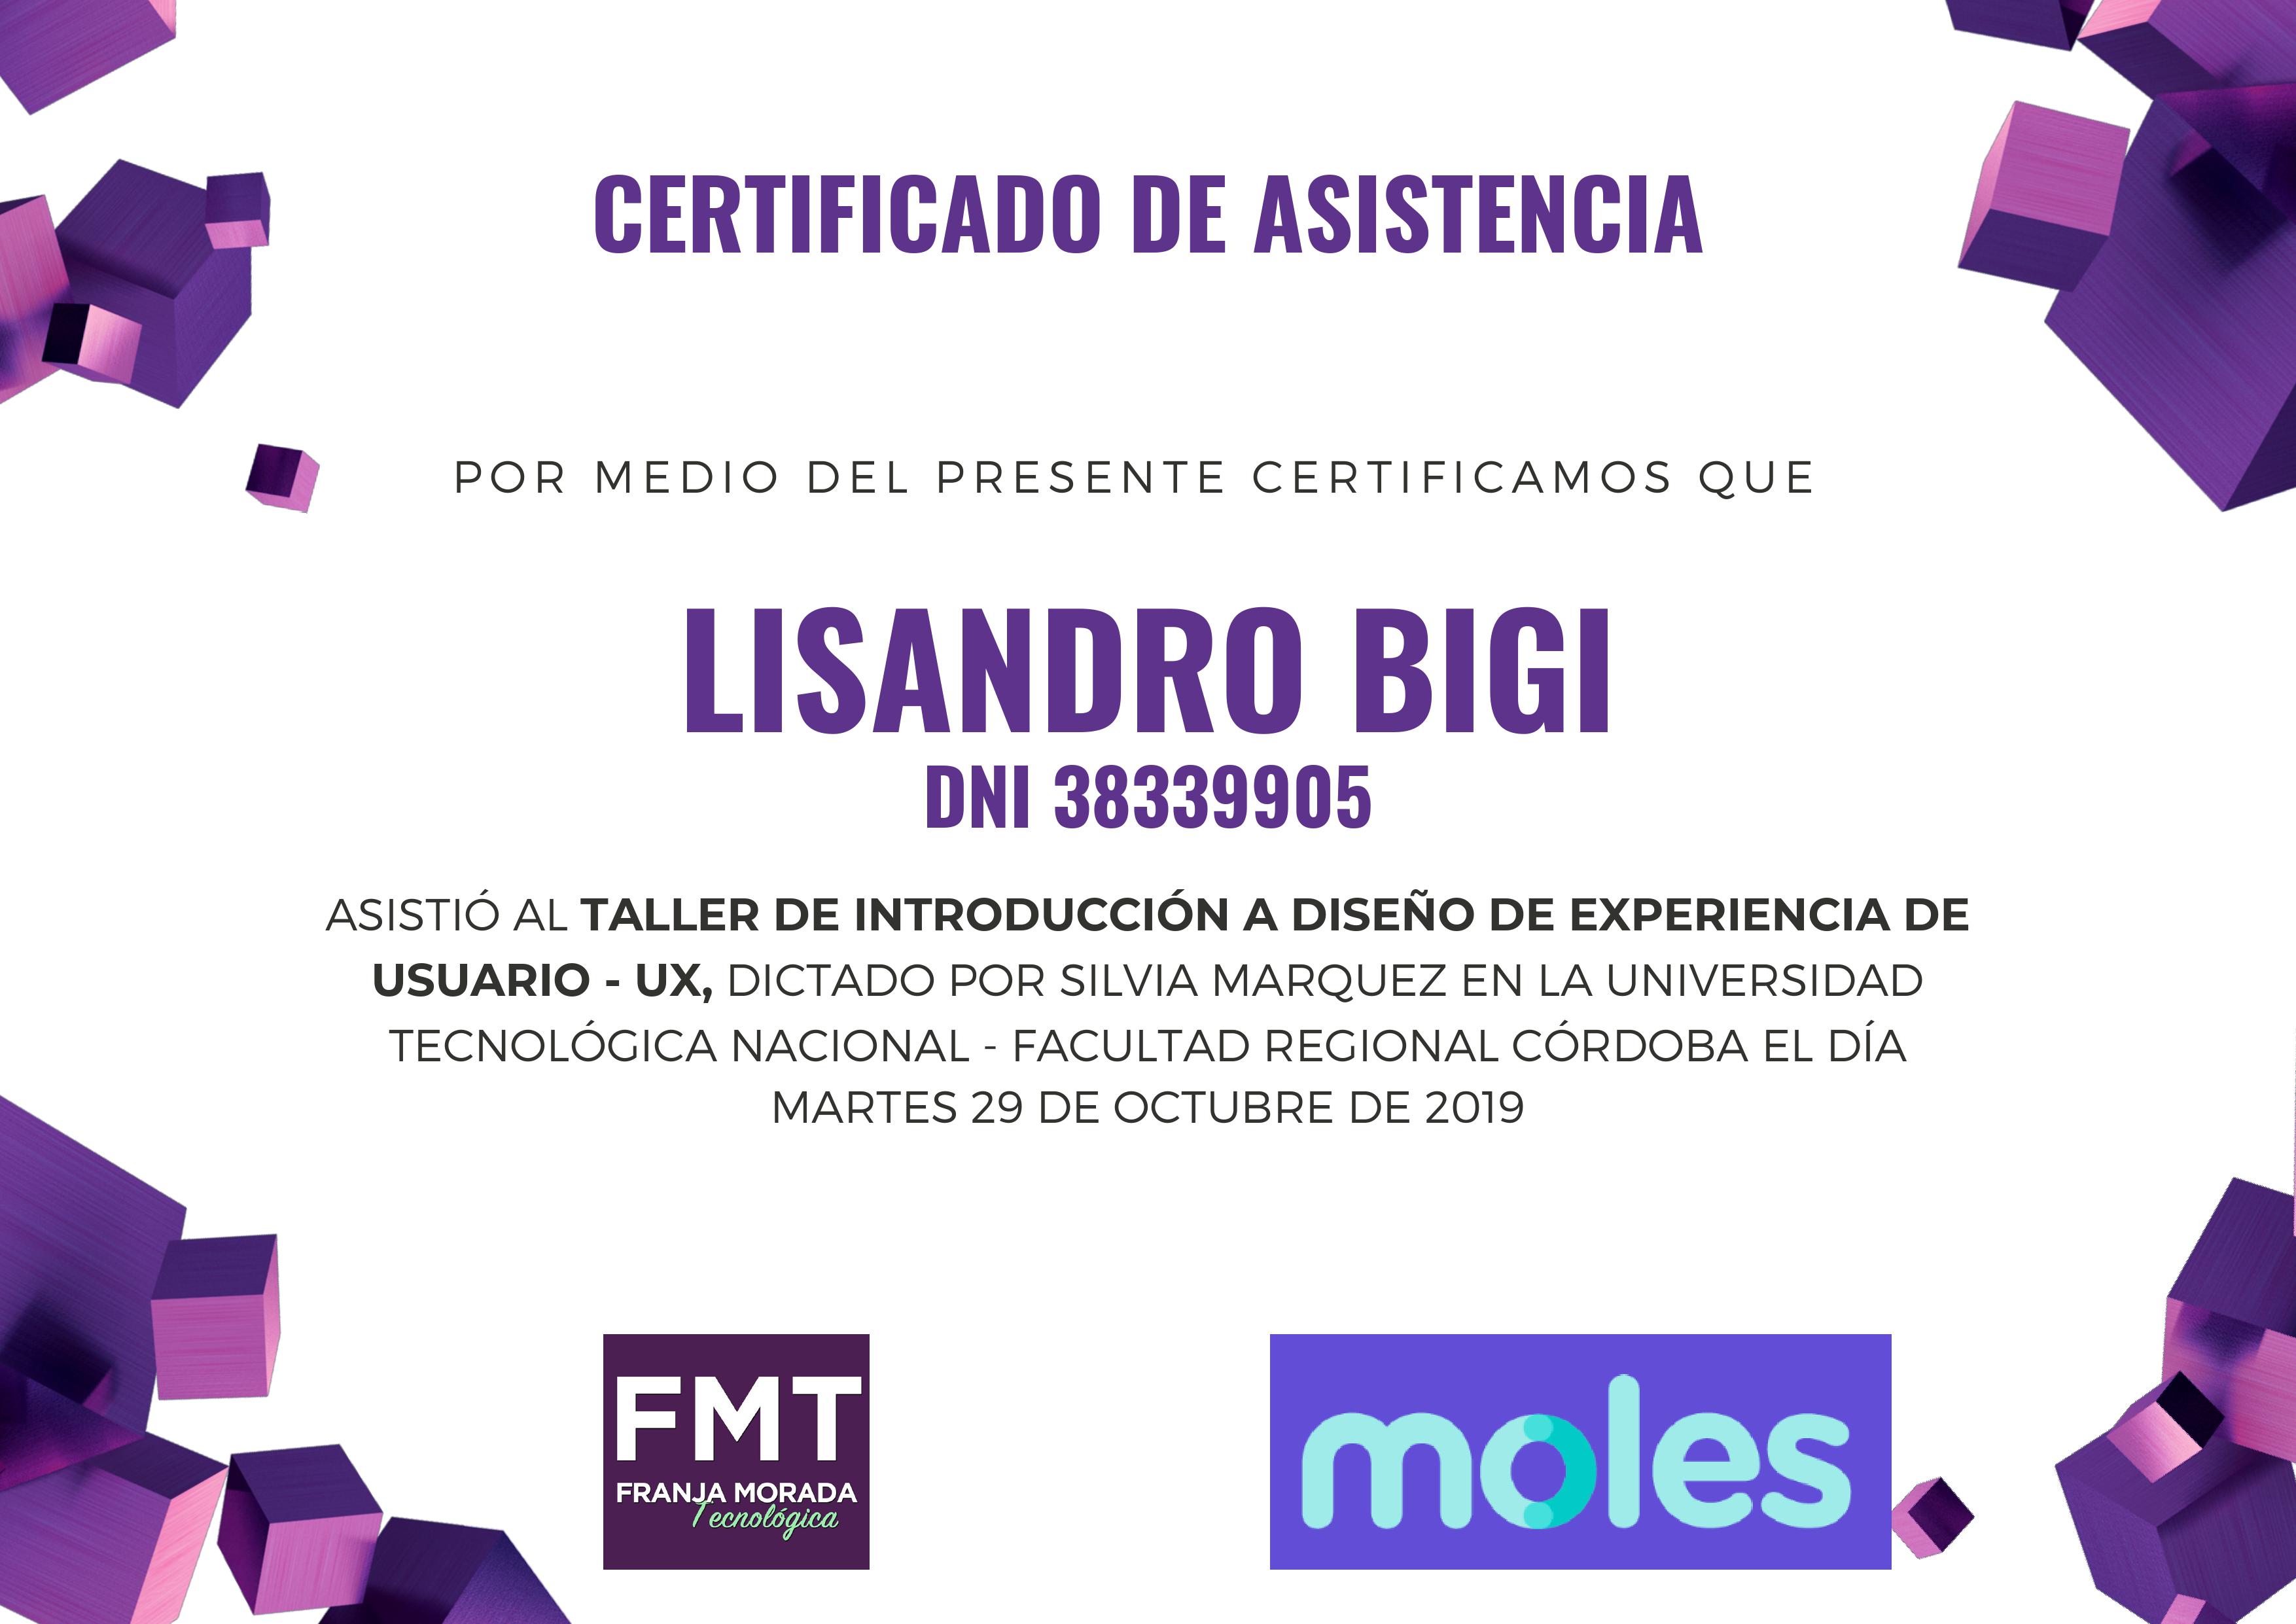 CERTIFICADO DE ASISTENCIA
POR MEDIO DEL PRESENTE CERTIFICAMOS QUE
LISANDRO BIGI
DNI 38339905
ASISTIÓ AL TALLER DE INTRODUCCIÓN A DISEÑO DE EXPERIENCIA DE
USUARIO - UX, DICTADO POR SILVIA MARQUEZ EN LA UNIVERSIDAD
TECNOLÓGICA NACIONAL - FACULTAD REGIONAL CÓRDOBA EL DÍA
MARTES 29 DE OCTUBRE DE 2019
FMT
FRANJA MORADA
Tecnológica
moles